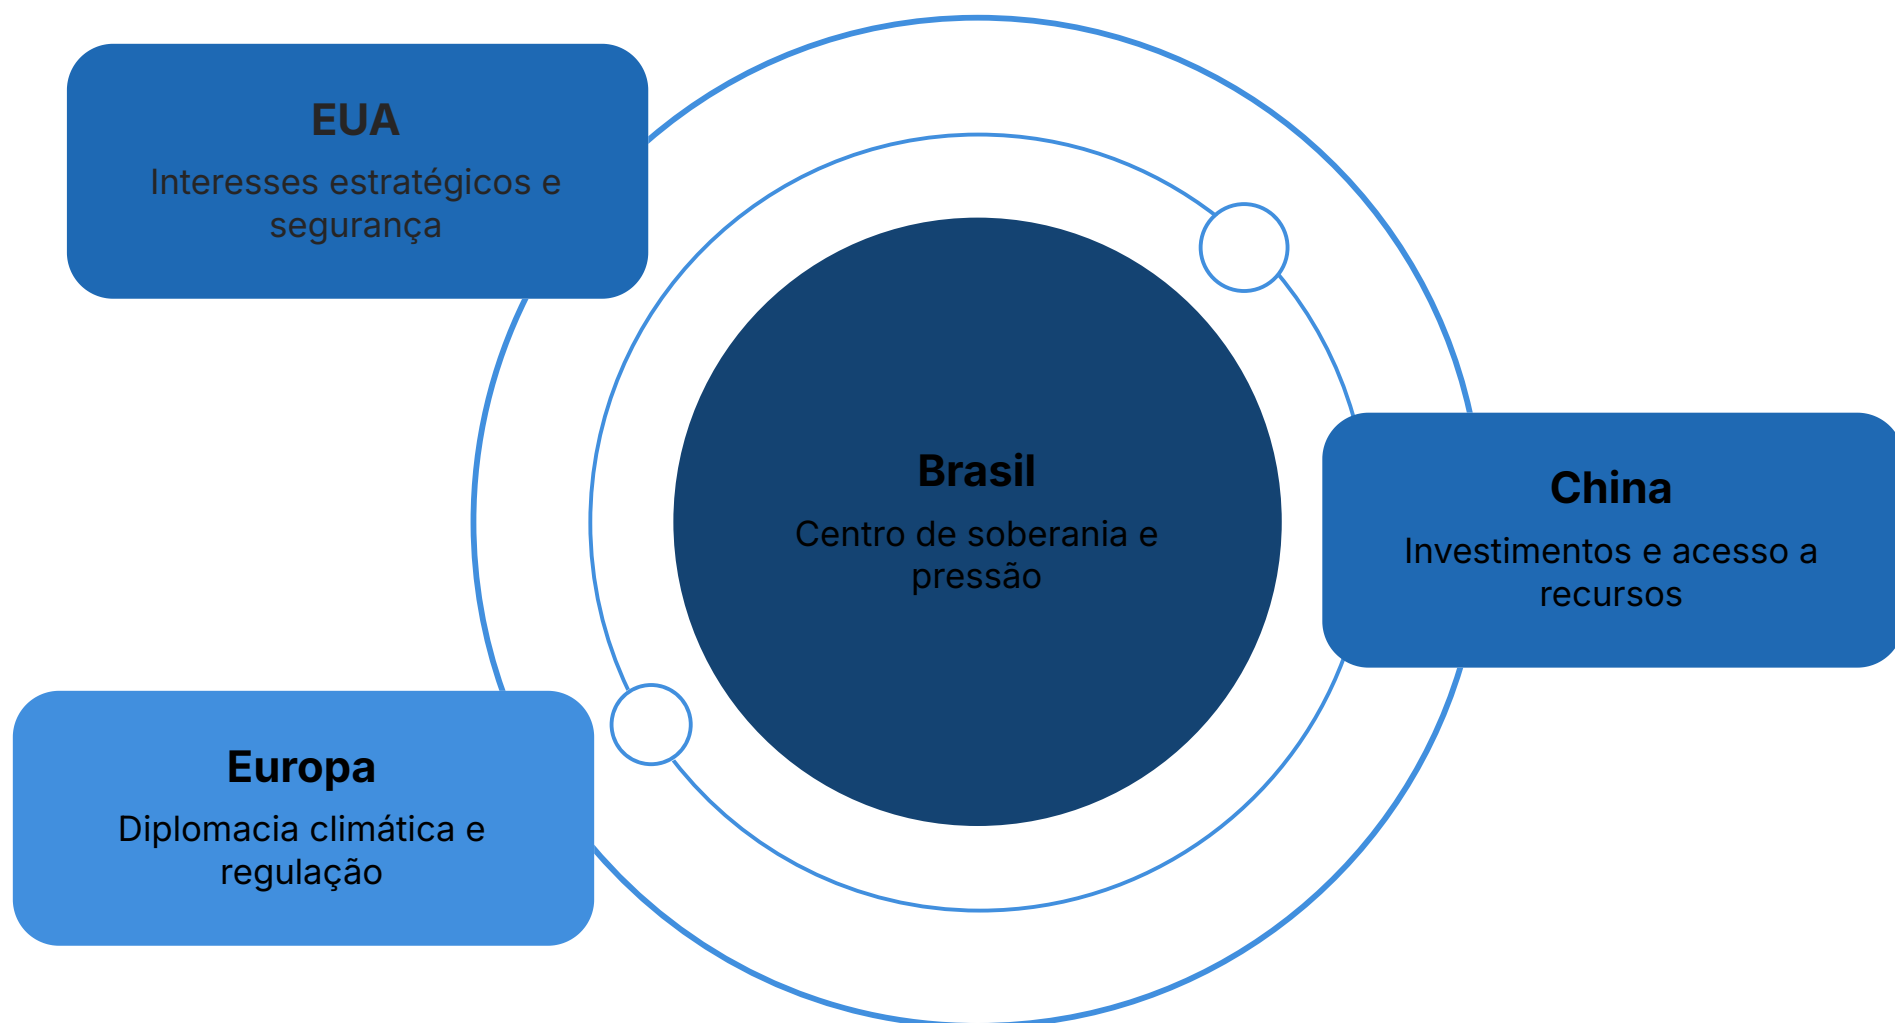 EUA
Interesses estratégicos e
segurança
Brasil
Centro de soberania e
pressão
China
Investimentos e acesso a
recursos
Europa
Diplomacia climática e
regulação